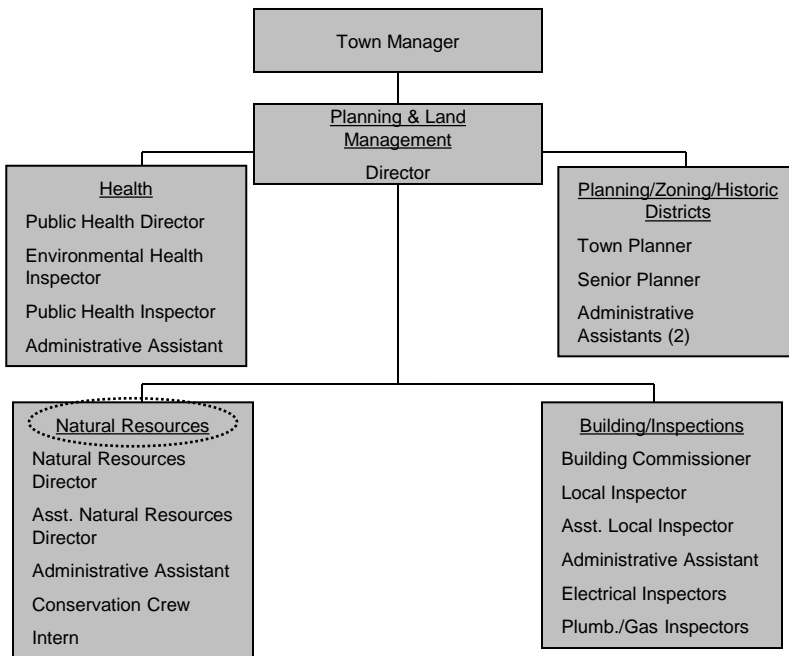 Town Manager
Planning & Land
Management
Director
Health
Public Health Director
Environmental Health
Inspector
Public Health Inspector
Administrative Assistant
Planning/Zoning/Historic
Districts
Town Planner
Senior Planner
Administrative
Assistants (2)
Natural Resources
Natural Resources
Director
Asst. Natural Resources
Director
Administrative Assistant
Conservation Crew
Intern
Building/Inspections
Building Commissioner
Local Inspector
Asst. Local Inspector
Administrative Assistant
Electrical Inspectors
Plumb./Gas Inspectors